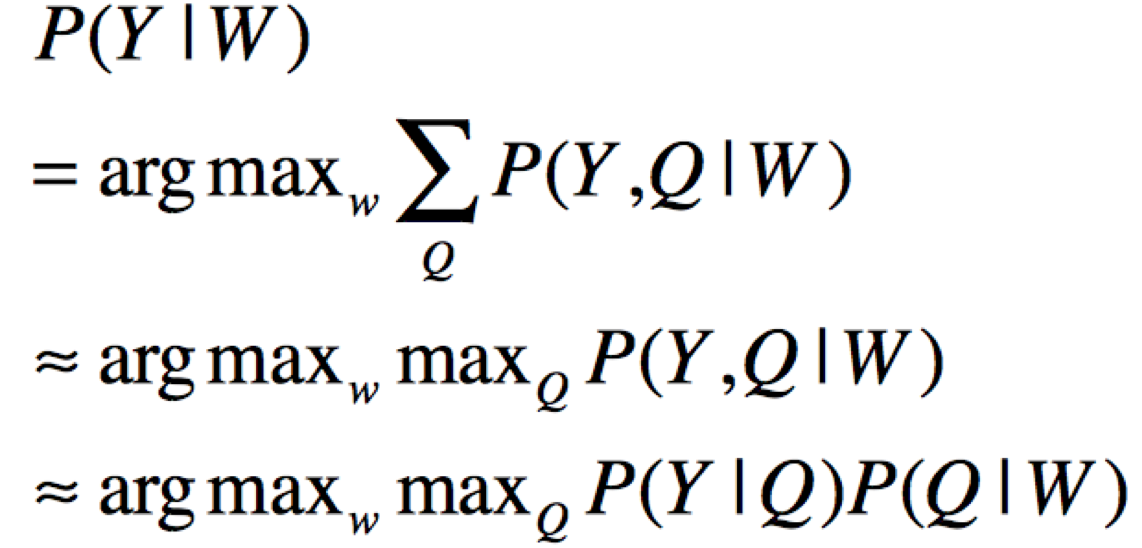 P(Y | W)
= arg max_w ∑_Q P(Y ,Q | W)
≈ arg max_w max_Q P(Y ,Q | W)
≈ arg max_w max_Q P(Y | Q)P(Q | W)